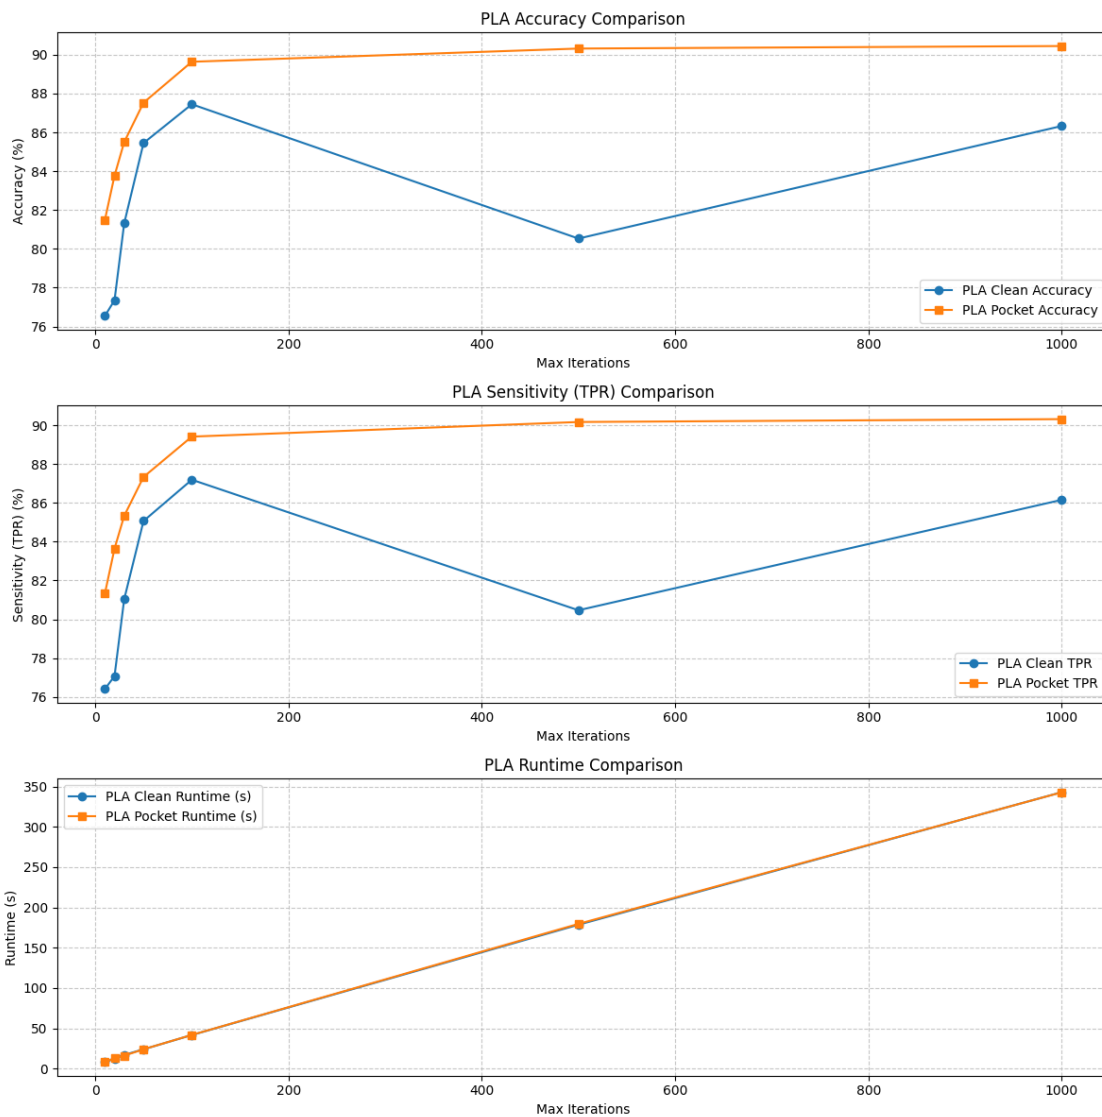 PLA Accuracy Comparison
Accuracy (%)
90
88
86
84
82
80
78
76
PLA Clean Accuracy
PLA Pocket Accuracy
0 200 400 600 800 1000
Max Iterations
PLA Sensitivity (TPR) Comparison
Sensitivity (TPR) (%)
90
88
86
84
82
80
78
76
PLA Clean TPR
PLA Pocket TPR
0 200 400 600 800 1000
Max Iterations
PLA Runtime Comparison
Runtime (s)
350
300
250
200
150
100
50
0
PLA Clean Runtime (s)
PLA Pocket Runtime (s)
0 200 400 600 800 1000
Max Iterations